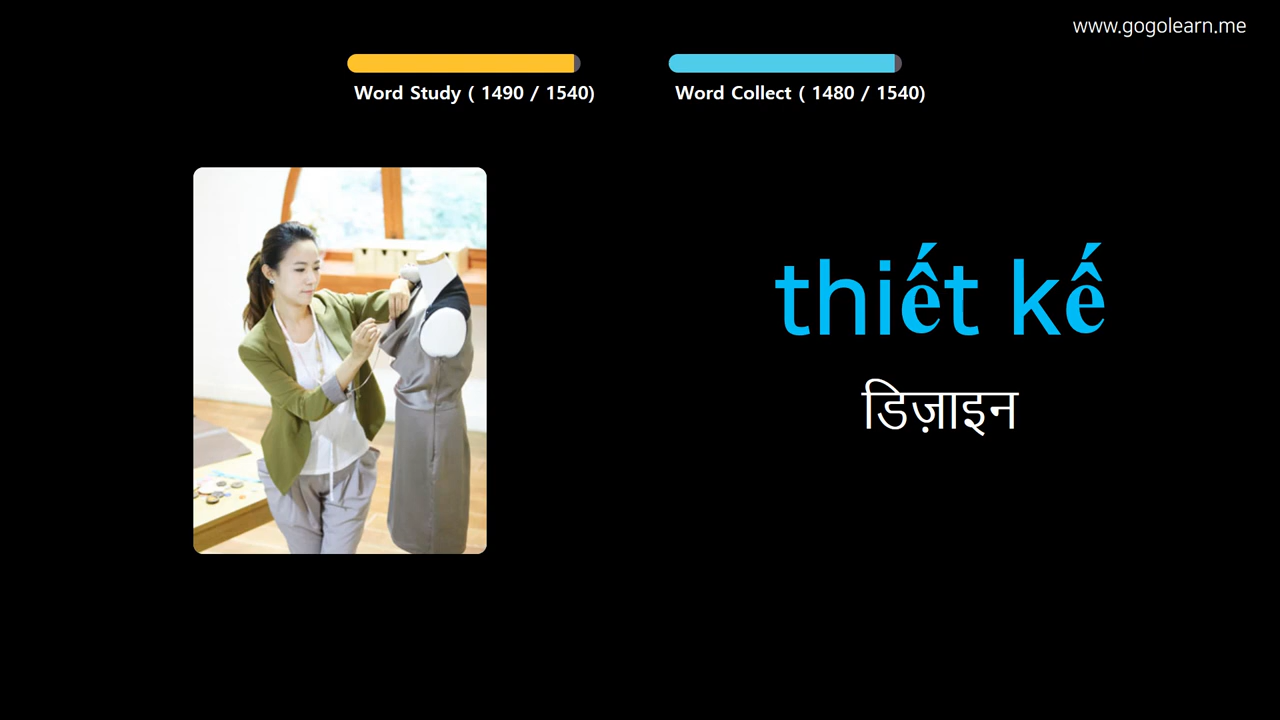 www.gogolearn.me
Word Study ( 1490 / 1540)
Word Collect ( 1480 / 1540)
thiết kế
डिज़ाइन